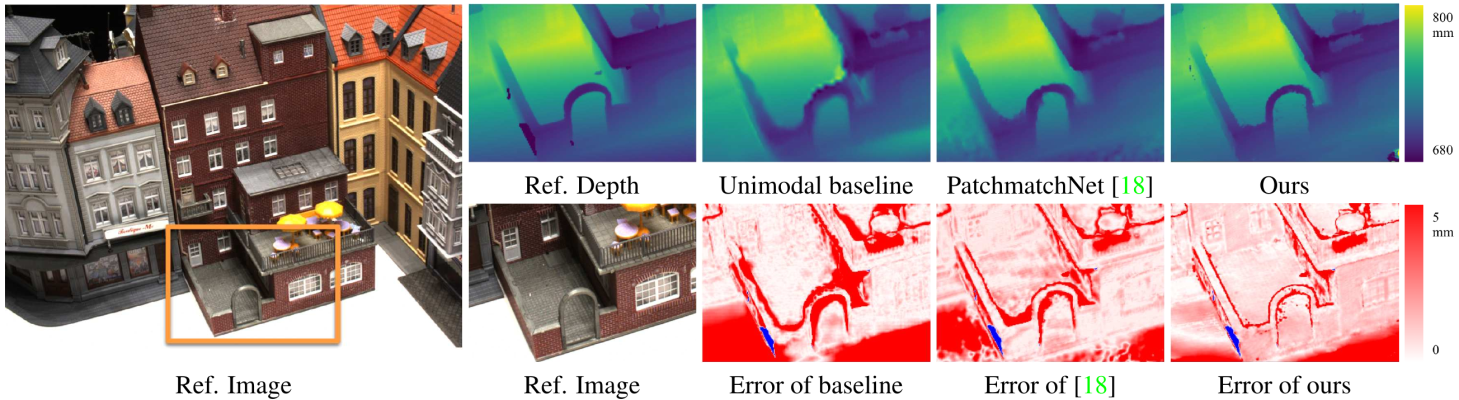 800
mm
680
Ref. Depth
Unimodal baseline
PatchmatchNet [18]
Ours
5
mm
0
Ref. Image
Ref. Image
Error of baseline
Error of [18]
Error of ours